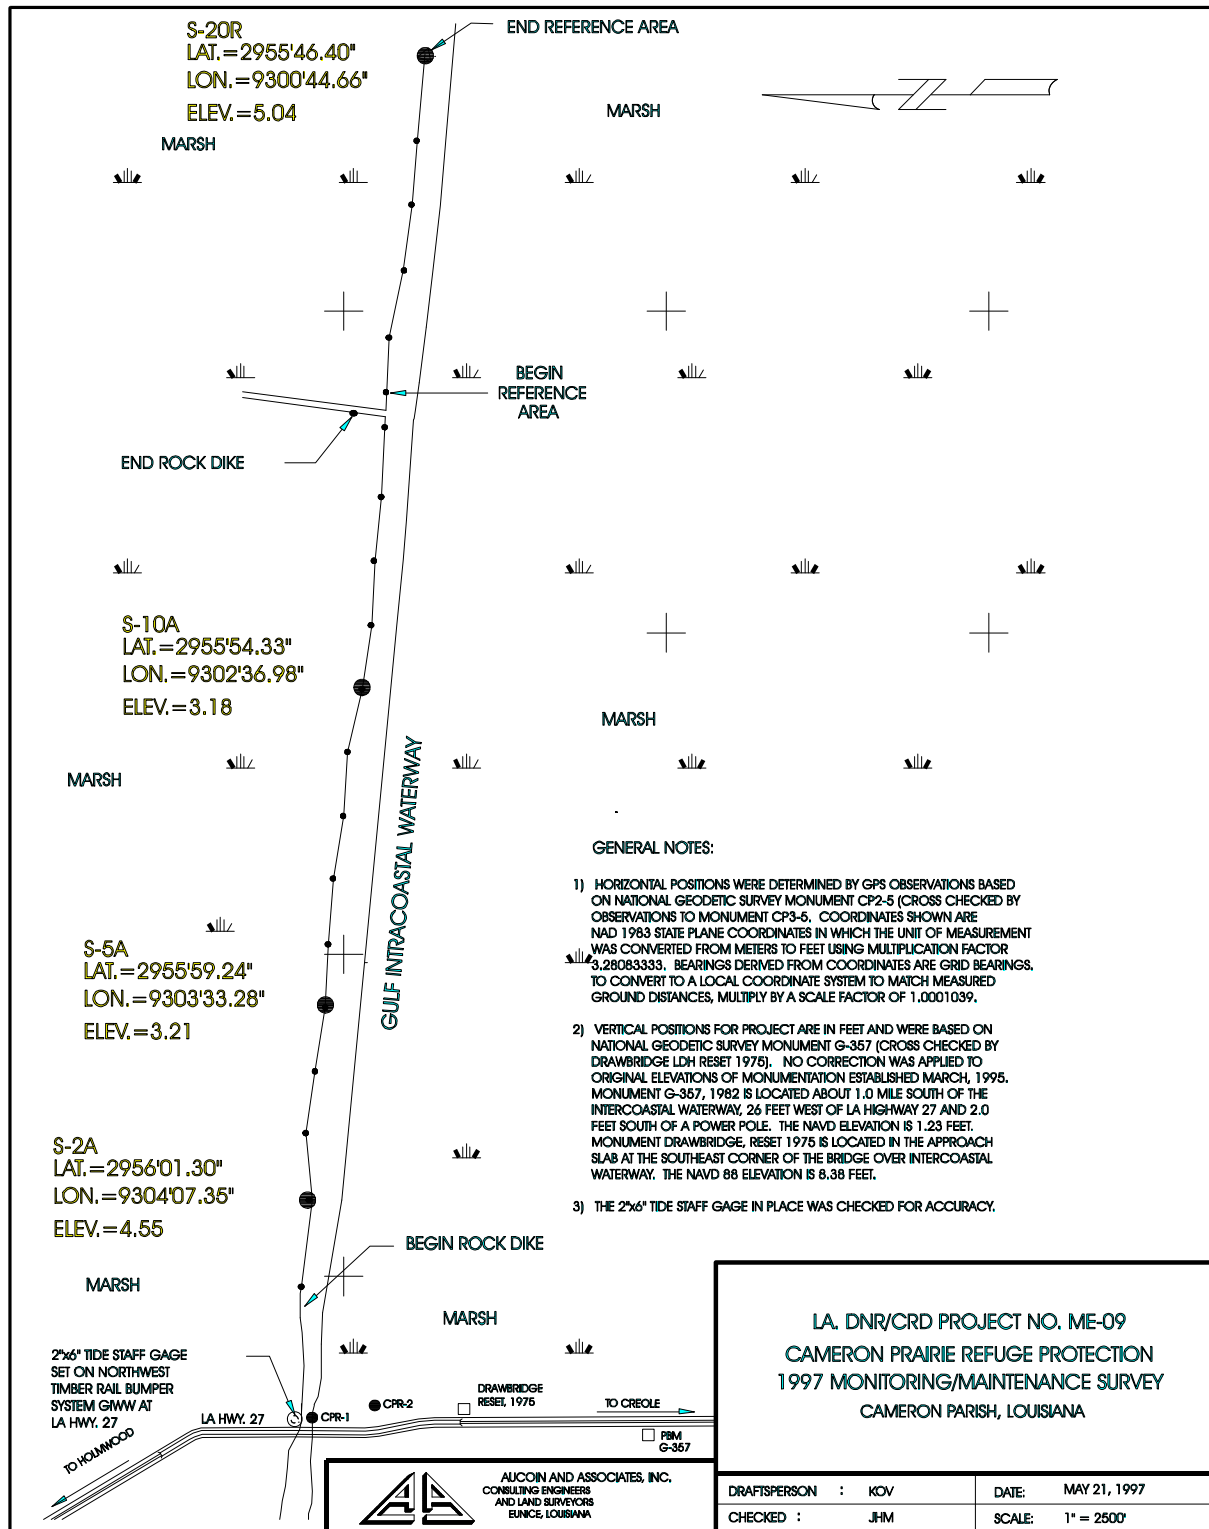 S-20R
LAT.=2955'46.40"
LON.=9300'44.66"
ELEV.=5.04
END REFERENCE AREA
MARSH
MARSH
BEGIN
REFERENCE
AREA
END ROCK DIKE
S-10A
LAT.=2955'54.33"
LON.=9302'36.98"
ELEV.=3.18
MARSH
MARSH
GULF INTRACOASTAL WATERWAY
GENERAL NOTES:
1) HORIZONTAL POSITIONS WERE DETERMINED BY GPS OBSERVATIONS BASED
ON NATIONAL GEODETIC SURVEY MONUMENT CP2-5 (CROSS CHECKED BY
OBSERVATIONS TO MONUMENT CP3-5. COORDINATES SHOWN ARE
NAD 1983 STATE PLANE COORDINATES IN WHICH THE UNIT OF MEASUREMENT
WAS CONVERTED FROM METERS TO FEET USING MULTIPLICATION FACTOR
3.28083333. BEARINGS DERIVED FROM COORDINATES ARE GRID BEARINGS.
TO CONVERT TO A LOCAL COORDINATE SYSTEM TO MATCH MEASURED
GROUND DISTANCES, MULTIPLY BY A SCALE FACTOR OF 1.0001039.
2) VERTICAL POSITIONS FOR PROJECT ARE IN FEET AND WERE BASED ON
NATIONAL GEODETIC SURVEY MONUMENT G-357 (CROSS CHECKED BY
DRAWBRIDGE LDH RESET 1975). NO CORRECTION WAS APPLIED TO
ORIGINAL ELEVATIONS OF MONUMENTATION ESTABLISHED MARCH, 1995.
MONUMENT G-357, 1982 IS LOCATED ABOUT 1.0 MILE SOUTH OF THE
INTERCOASTAL WATERWAY, 26 FEET WEST OF LA HIGHWAY 27 AND 2.0
FEET SOUTH OF A POWER POLE. THE NAVD ELEVATION IS 1.23 FEET.
MONUMENT DRAWBRIDGE, RESET 1975 IS LOCATED IN THE APPROACH
SLAB AT THE SOUTHEAST CORNER OF THE BRIDGE OVER INTERCOASTAL
WATERWAY. THE NAVD 88 ELEVATION IS 8.38 FEET.
3) THE 2"x6" TIDE STAFF GAGE IN PLACE WAS CHECKED FOR ACCURACY.
S-5A
LAT.=2955'59.24"
LON.=9303'33.28"
ELEV.=3.21
S-2A
LAT.=2956'01.30"
LON.=9304'07.35"
ELEV.=4.55
BEGIN ROCK DIKE
MARSH
MARSH
2"x6" TIDE STAFF GAGE
SET ON NORTHWEST
TIMBER RAIL BUMPER
SYSTEM GIWW AT
LA HWY. 27
LA HWY. 27
CPR-1
CPR-2
DRAWBRIDGE
RESET, 1975
TO CREOLE
PBM
G-357
TO HOLMWOOD
AUCOIN AND ASSOCIATES, INC.
CONSULTING ENGINEERS
AND LAND SURVEYORS
EUNICE, LOUISIANA
LA. DNR/CRD PROJECT NO. ME-09
CAMERON PRAIRIE REFUGE PROTECTION
1997 MONITORING/MAINTENANCE SURVEY
CAMERON PARISH, LOUISIANA
DRAFTSPERSON : KOV
DATE: MAY 21, 1997
CHECKED : JHM
SCALE: 1" = 2500'